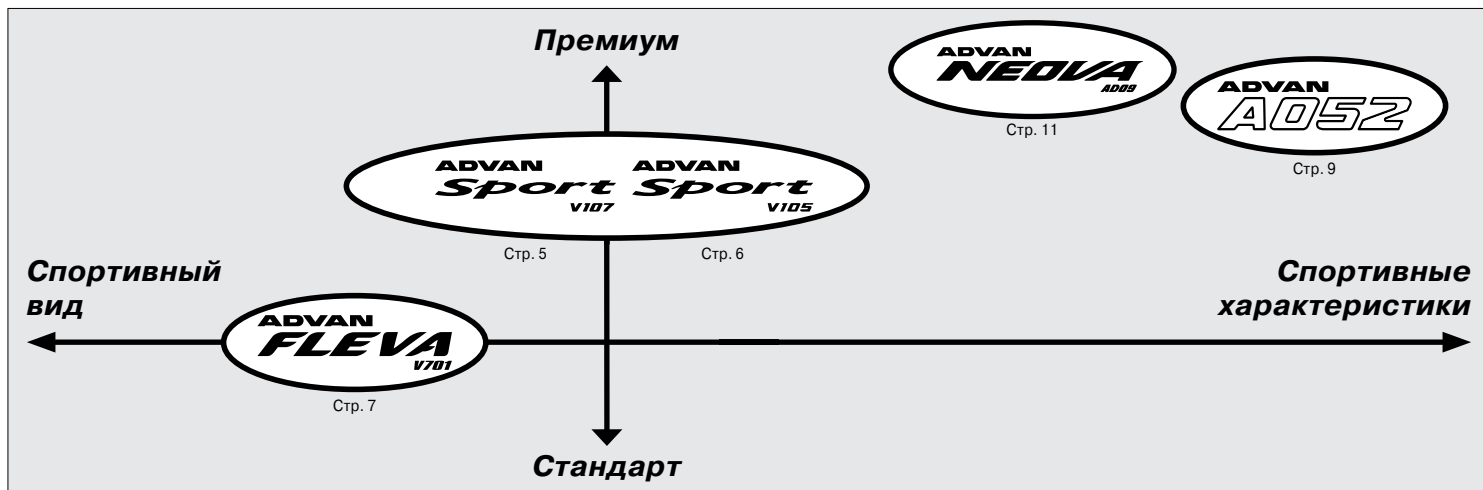 Премиум
ADVAN
NEOVA
AD09
Стр. 11
ADVAN
A052
Стр. 9
ADVAN
Sport
V107
ADVAN
Sport
V105
Стр. 5
Стр. 6
Спортивный
вид
Спортивные
характеристики
ADVAN
FLEVA
V701
Стр. 7
Стандарт